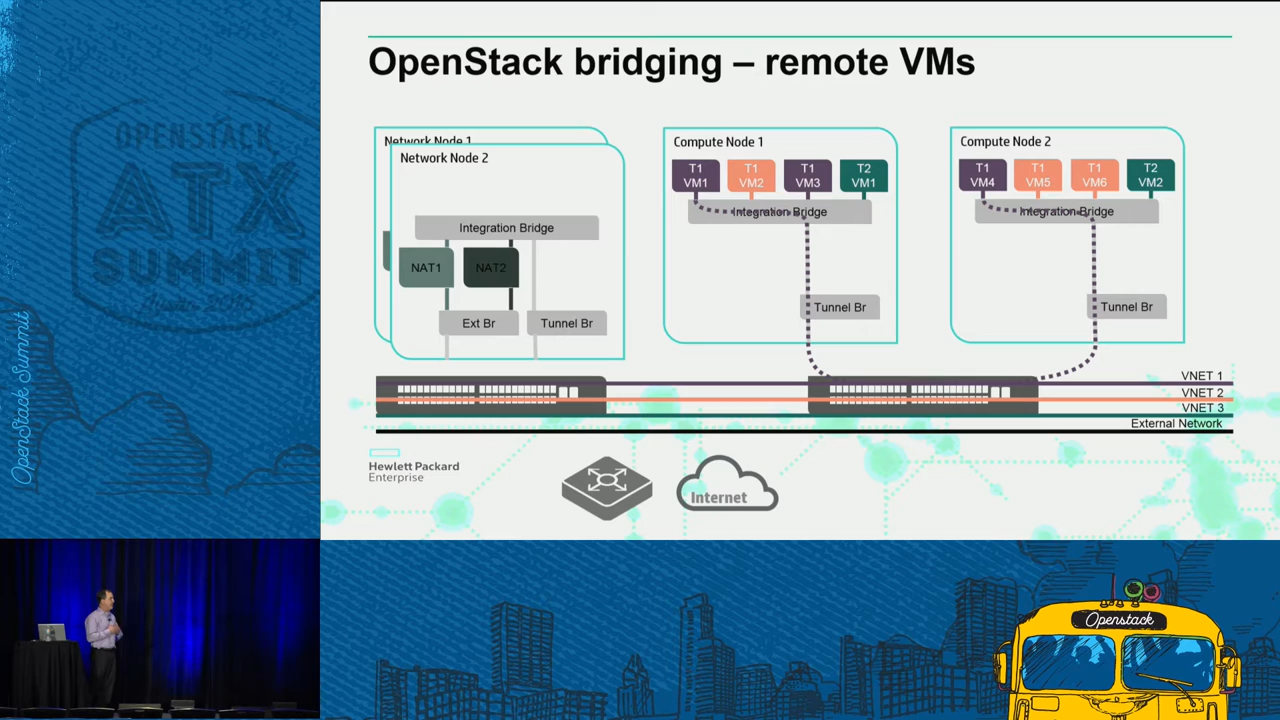 OPENSTACK
ATX
SUMMIT
Austin 2016
OpenStack Summit
OpenStack bridging – remote VMs
Network Node 1
Network Node 2
Integration Bridge
NAT1
NAT2
Ext Br
Tunnel Br
Compute Node 1
T1
VM1
T1
VM2
T1
VM3
T2
VM1
Integration Bridge
Tunnel Br
Compute Node 2
T1
VM4
T1
VM5
T1
VM6
T2
VM2
Integration Bridge
Tunnel Br
VNET 1
VNET 2
VNET 3
External Network
Hewlett Packard
Enterprise
Internet
Openstack